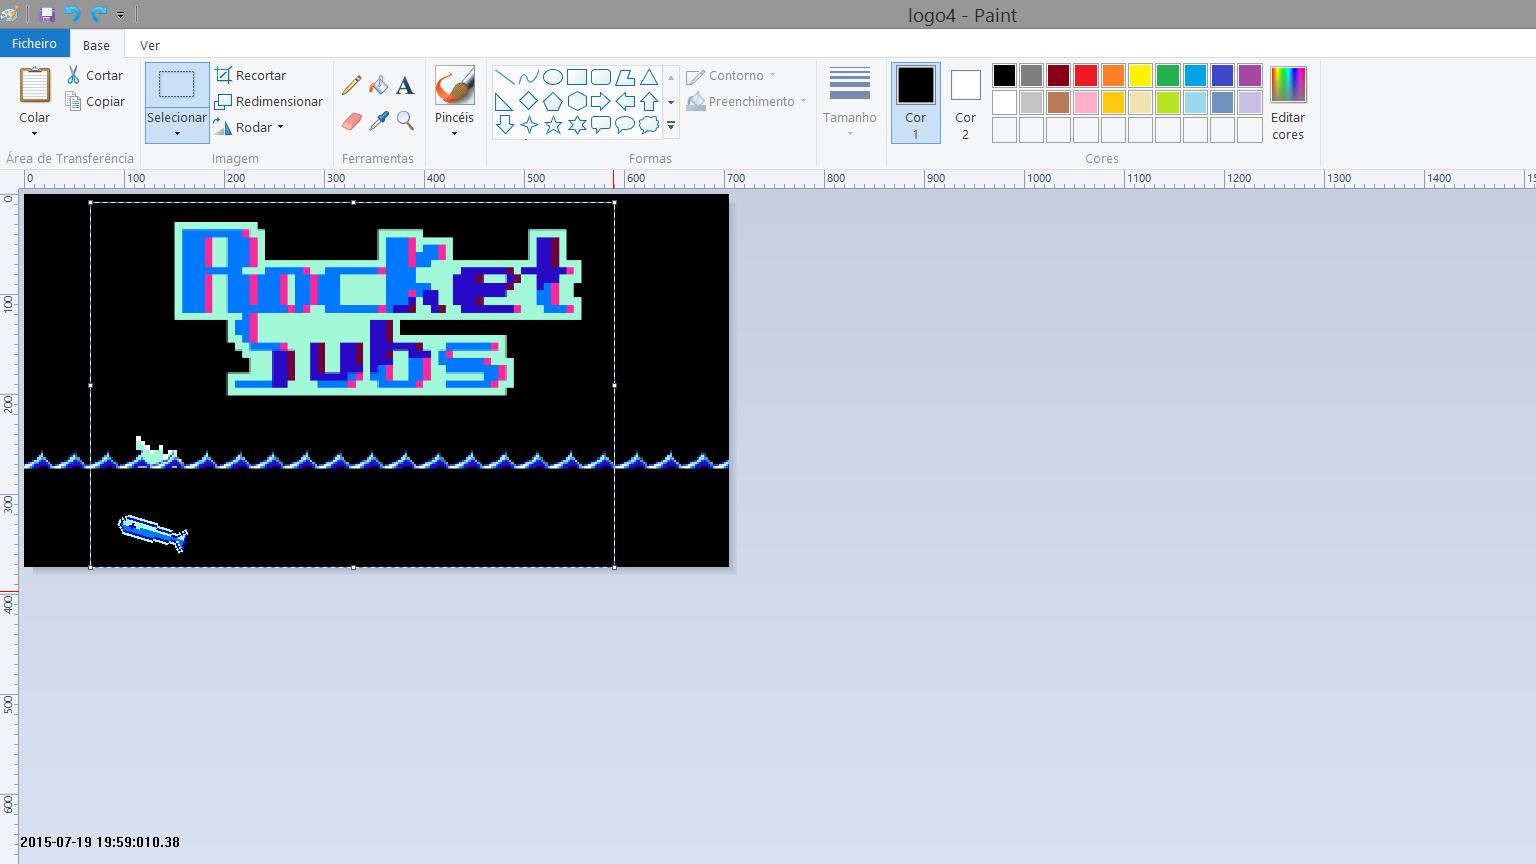 logo4 - Paint
Ficheiro Base Ver
Colar
Cortar
Copiar
Área de Transferência
Selecionar
Recortar
Redimensionar
Rodar
Imagem
Ferramentas
Pincéis
Contorno
Preenchimento
Formas
Tamanho
Cor
1
Cor
2
Editar
cores
Cores
0 100 200 300 400 500 600 700 800 900 1000 1100 1200 1300 1400
0
100
200
300
400
500
600
Rocket
Subs
2015-07-19 19:59:010.38